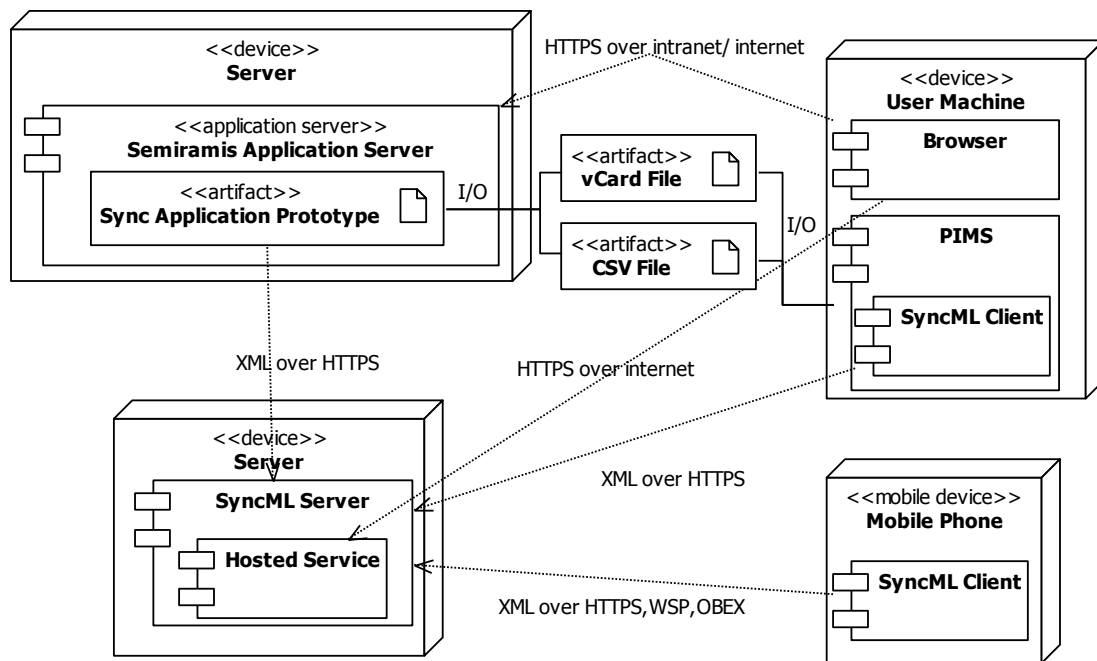 <<device>>
Server
<<application server>>
Semiramis Application Server
<<artifact>>
Sync Application Prototype
I/O
<<artifact>>
vCard File
<<artifact>>
CSV File
I/O
HTTPS over intranet/ internet
<<device>>
User Machine
Browser
PIMS
SyncML Client
XML over HTTPS
HTTPS over internet
XML over HTTPS
<<device>>
Server
SyncML Server
Hosted Service
XML over HTTPS,WSP,OBEX
<<mobile device>>
Mobile Phone
SyncML Client